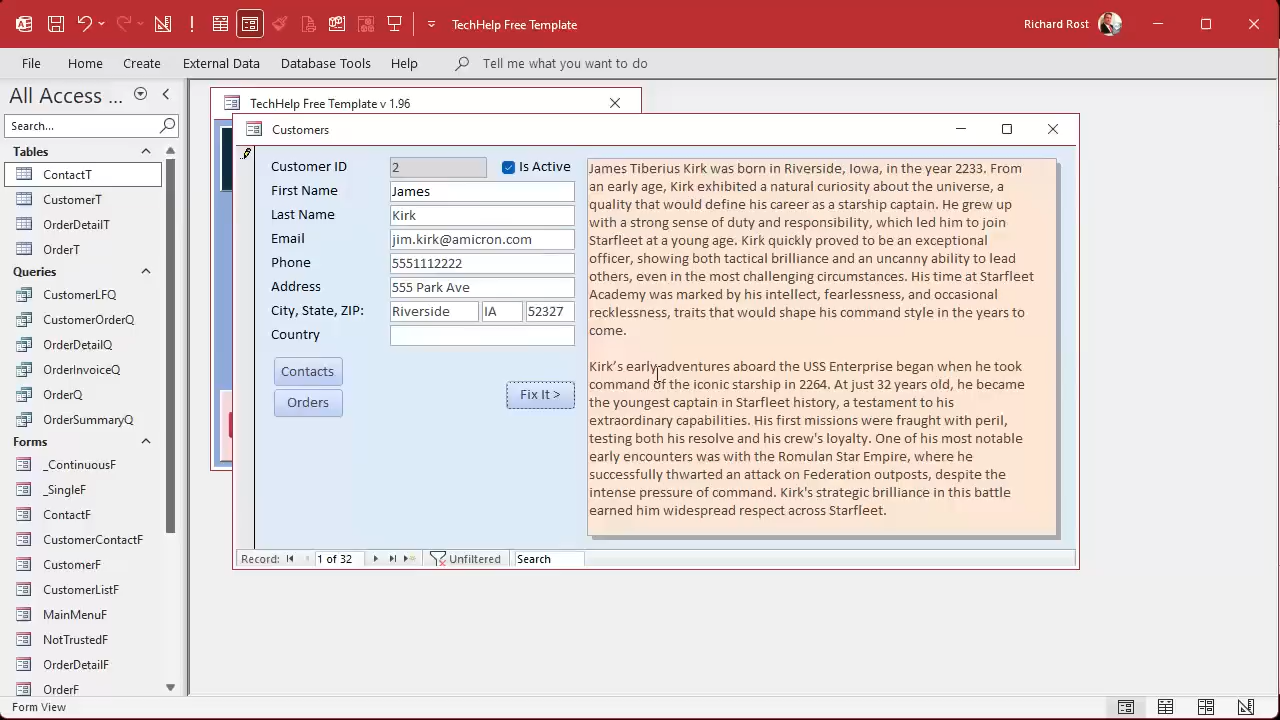 TechHelp Free Template
Richard Rost
File Home Create External Data Database Tools Help Tell me what you want to do
All Access ...
Search...
Tables
ContactT
CustomerT
OrderDetailT
OrderT
Queries
CustomerLFQ
CustomerOrderQ
OrderDetailQ
OrderInvoiceQ
OrderQ
OrderSummaryQ
Forms
_ContinuousF
_SingleF
ContactF
CustomerContactF
CustomerF
CustomerListF
MainMenuF
NotTrustedF
OrderDetailF
OrderF
TechHelp Free Template v 1.96
Customers
Customer ID 2 Is Active
First Name James
Last Name Kirk
Email jim.kirk@amicron.com
Phone 5551112222
Address 555 Park Ave
City, State, ZIP: Riverside IA 52327
Country
Contacts
Orders
Fix It >
James Tiberius Kirk was born in Riverside, Iowa, in the year 2233. From
an early age, Kirk exhibited a natural curiosity about the universe, a
quality that would define his career as a starship captain. He grew up
with a strong sense of duty and responsibility, which led him to join
Starfleet at a young age. Kirk quickly proved to be an exceptional
officer, showing both tactical brilliance and an uncanny ability to lead
others, even in the most challenging circumstances. His time at Starfleet
Academy was marked by his intellect, fearlessness, and occasional
recklessness, traits that would shape his command style in the years to
come.
Kirk’s early adventures aboard the USS Enterprise began when he took
command of the iconic starship in 2264. At just 32 years old, he became
the youngest captain in Starfleet history, a testament to his
extraordinary capabilities. His first missions were fraught with peril,
testing both his resolve and his crew's loyalty. One of his most notable
early encounters was with the Romulan Star Empire, where he
successfully thwarted an attack on Federation outposts, despite the
intense pressure of command. Kirk's strategic brilliance in this battle
earned him widespread respect across Starfleet.
Record: 1 of 32 Unfiltered Search
Form View